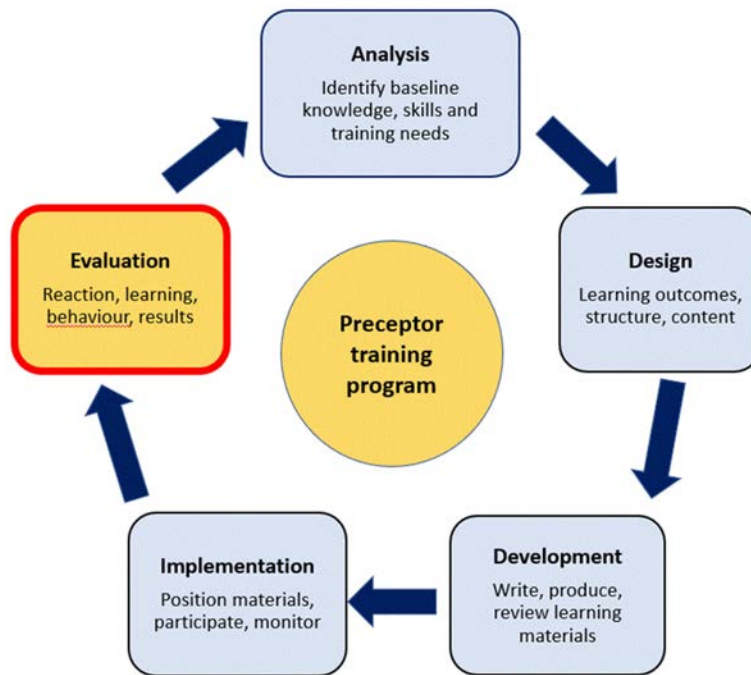 Analysis
Identify baseline
knowledge, skills and
training needs
Design
Learning outcomes,
structure, content
Development
Write, produce,
review learning
materials
Implementation
Position materials,
participate, monitor
Evaluation
Reaction, learning,
behaviour, results
Preceptor
training
program